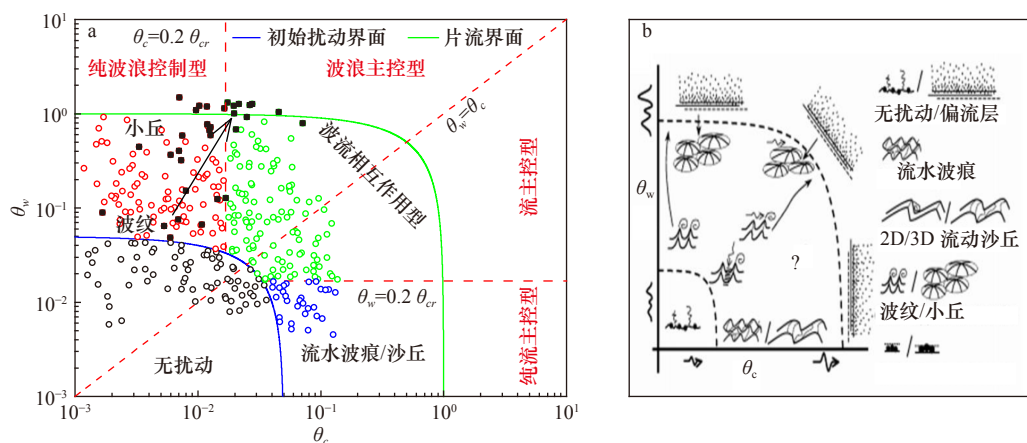 a
θc=0.2 θcr
初始扰动界面
片流界面
纯波浪控制型
波浪主控型
θw=θc
小丘
波流相互作用型
流主控型
波纹
θw=0.2 θcr
纯流主控型
无扰动
流水波痕/沙丘
10¹
10⁰
10⁻¹
10⁻²
10⁻³
θw
10⁻³
10⁻²
10⁻¹
10⁰
10¹
θc
b
θw
?
θc
/
无扰动/偏流层
流水波痕
/
2D/3D 流动沙丘
/
波纹/小丘
/
/
/